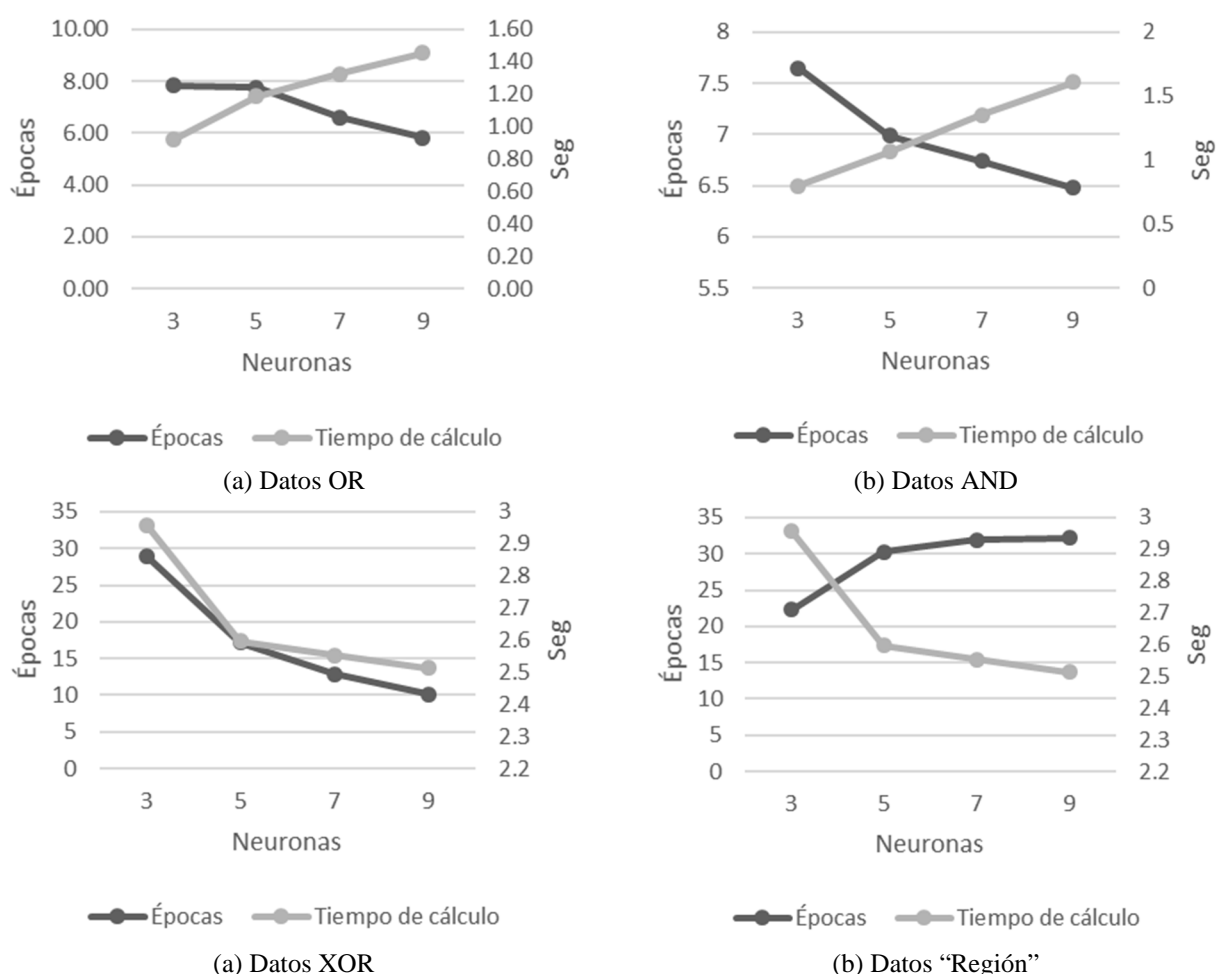 10.00
8.00
6.00
4.00
2.00
0.00
Épocas
1.60
1.40
1.20
1.00
0.80
0.60
0.40
0.20
0.00
Seg
3 5 7 9
Neuronas
Épocas Tiempo de cálculo
(a) Datos OR
8
7.5
7
6.5
6
5.5
Épocas
2
1.5
1
0.5
0
Seg
3 5 7 9
Neuronas
Épocas Tiempo de cálculo
(b) Datos AND
35
30
25
20
15
10
5
0
Épocas
3
2.9
2.8
2.7
2.6
2.5
2.4
2.3
2.2
Seg
3 5 7 9
Neuronas
Épocas Tiempo de cálculo
(a) Datos XOR
35
30
25
20
15
10
5
0
Épocas
3
2.9
2.8
2.7
2.6
2.5
2.4
2.3
2.2
Seg
3 5 7 9
Neuronas
Épocas Tiempo de cálculo
(b) Datos “Región”